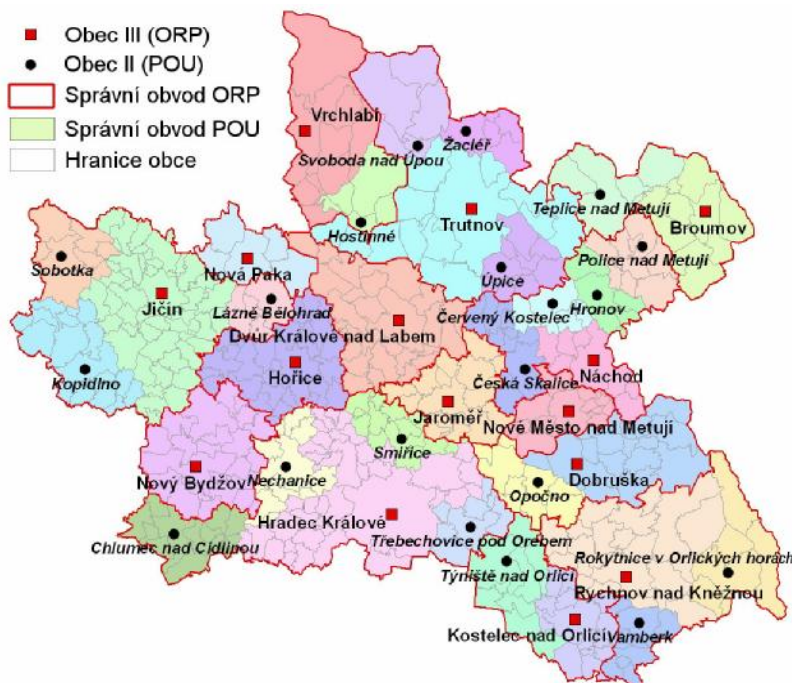 Obec III (ORP)
Obec II (POU)
Správní obvod ORP
Správní obvod POU
Hranice obce
Vrchlabí
Svoboda nad Úpou
Žacléř
Hostinné
Trutnov
Teplice nad Metují
Broumov
Sobotka
Nová Paka
Úpice
Police nad Metují
Jičín
Lázně Bělohrad
Červený Kostelec
Hronov
Dvůr Králové nad Labem
Kopidlno
Hořice
Česká Skalice
Náchod
Jaroměř
Nové Město nad Metují
Smiřice
Nový Bydžov
Nechanice
Dobruška
Opočno
Hradec Králové
Chlumec nad Cidlinou
Třebechovice pod Orebem
Rokytnice v Orlických horách
Týniště nad Orlicí
Rychnov nad Kněžnou
Kostelec nad Orlicí
Vamberk